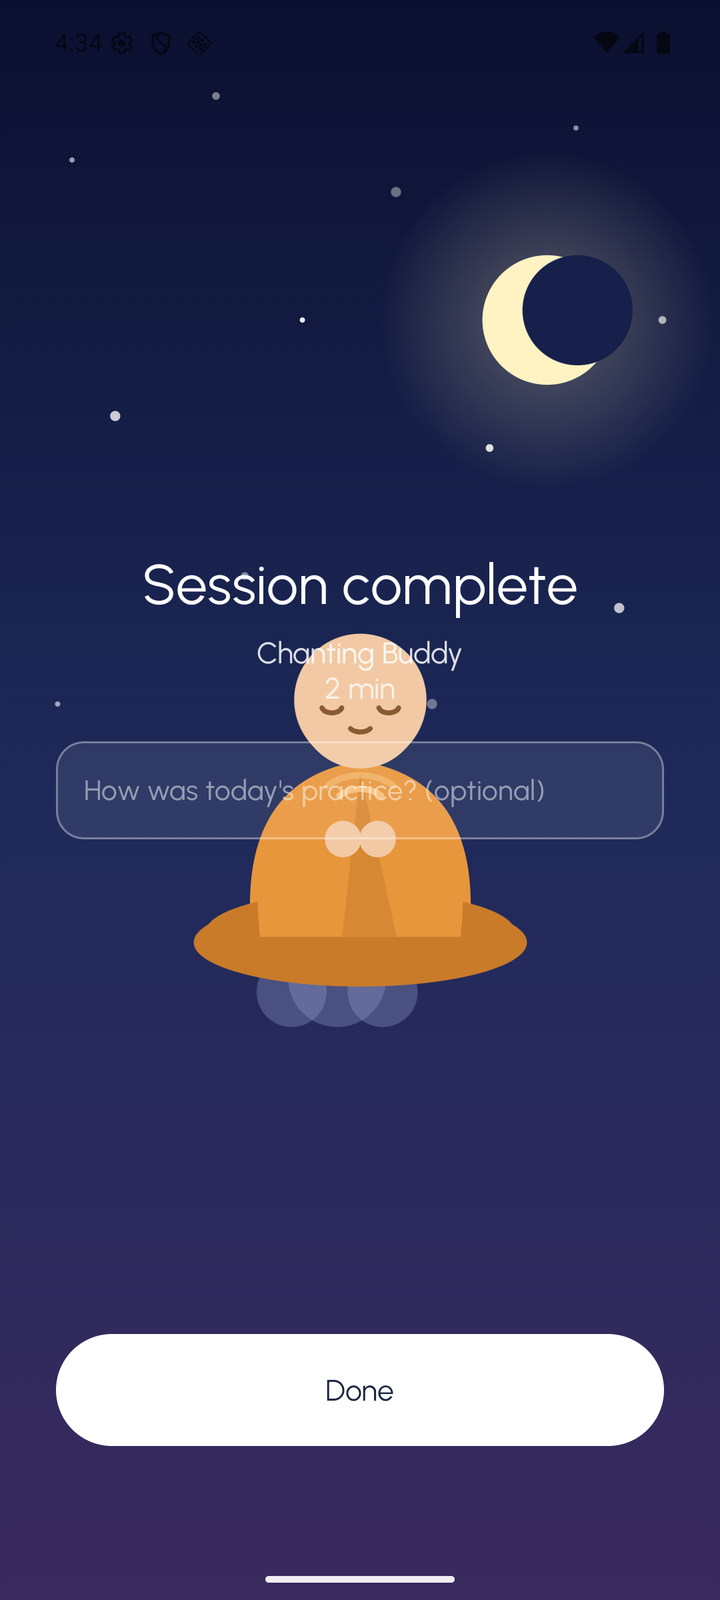 4:34
Session complete
Chanting Buddy
2 min
How was today's practice? (optional)
Done